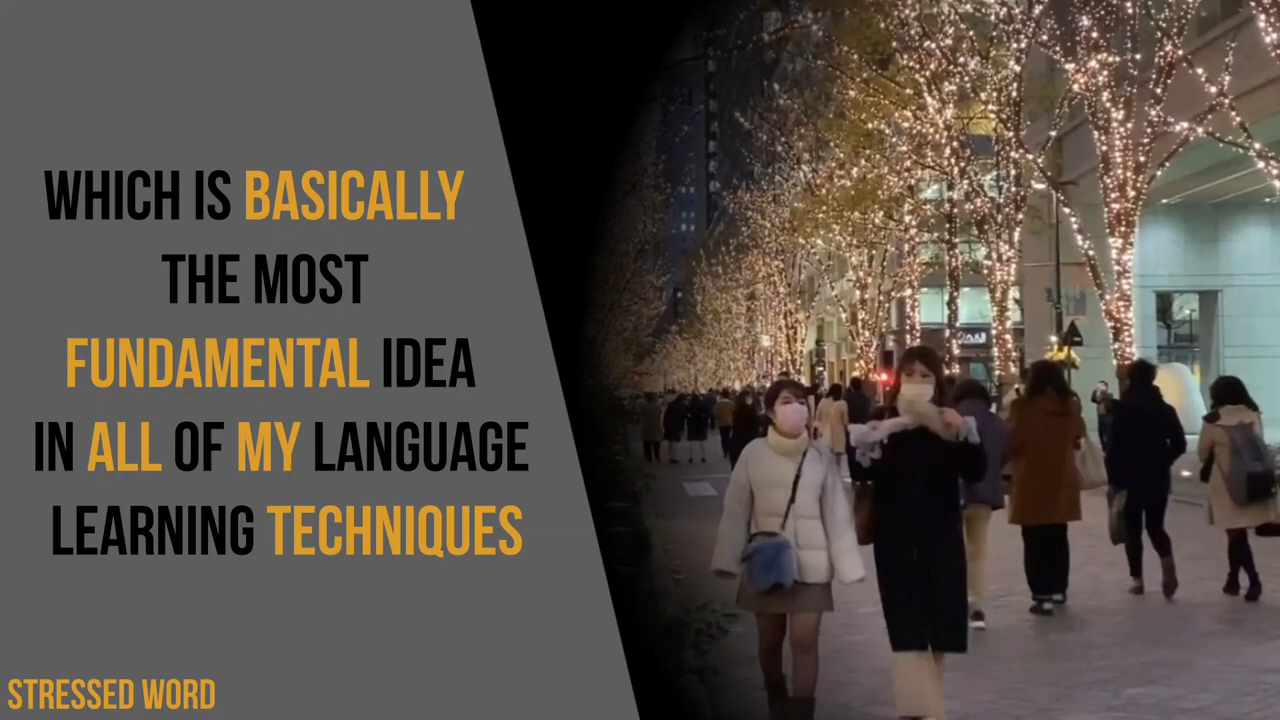 WHICH IS BASICALLY
THE MOST
FUNDAMENTAL IDEA
IN ALL OF MY LANGUAGE
LEARNING TECHNIQUES
STRESSED WORD